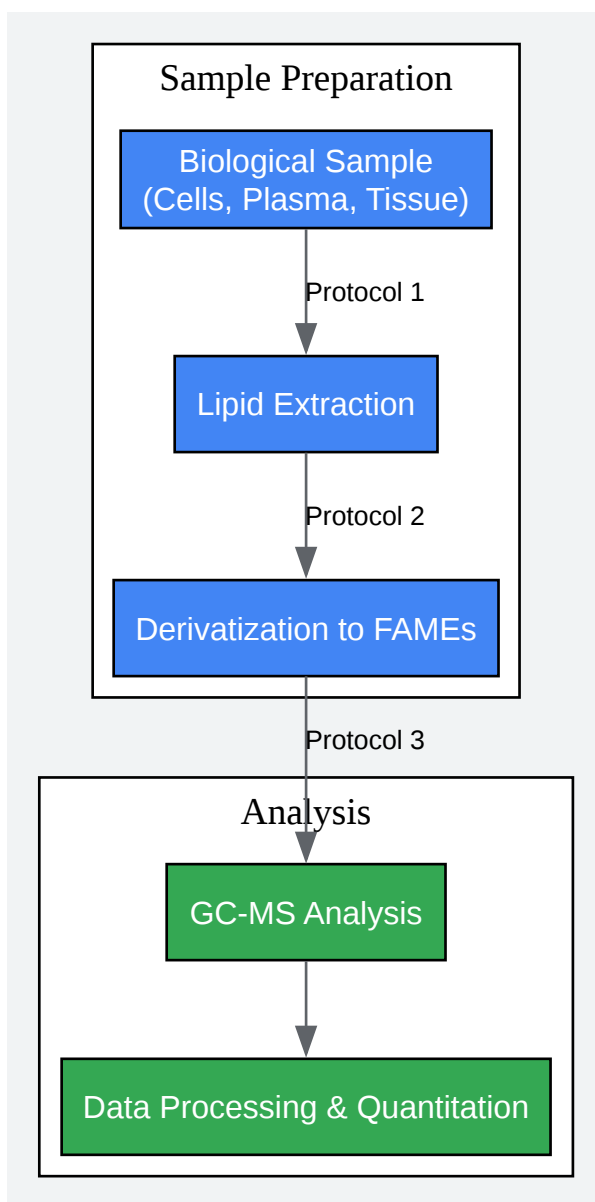 Sample Preparation
Biological Sample
(Cells, Plasma, Tissue)
Protocol 1
Lipid Extraction
Protocol 2
Derivatization to FAMEs
Protocol 3
Analysis
GC-MS Analysis
Data Processing & Quantitation